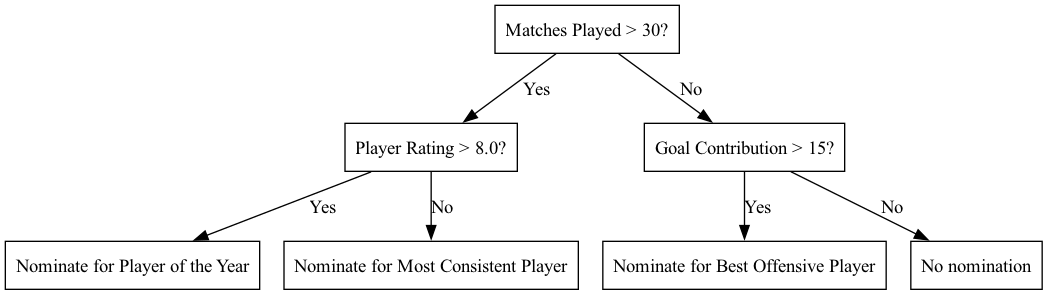 Matches Played > 30?
Yes
No
Player Rating > 8.0?
Goal Contribution > 15?
Yes
No
Yes
No
Nominate for Player of the Year
Nominate for Most Consistent Player
Nominate for Best Offensive Player
No nomination